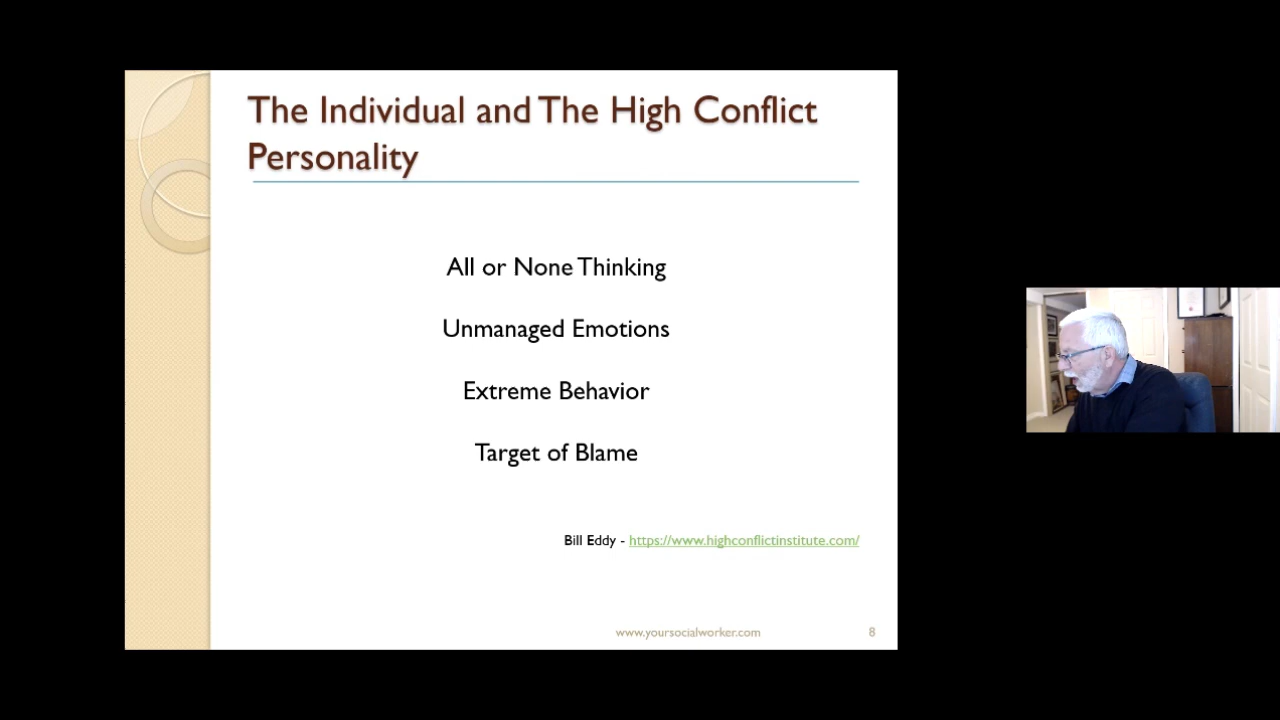 The Individual and The High Conflict
Personality
All or None Thinking
Unmanaged Emotions
Extreme Behavior
Target of Blame
Bill Eddy - https://www.highconflictinstitute.com/
www.yoursocialworker.com 8